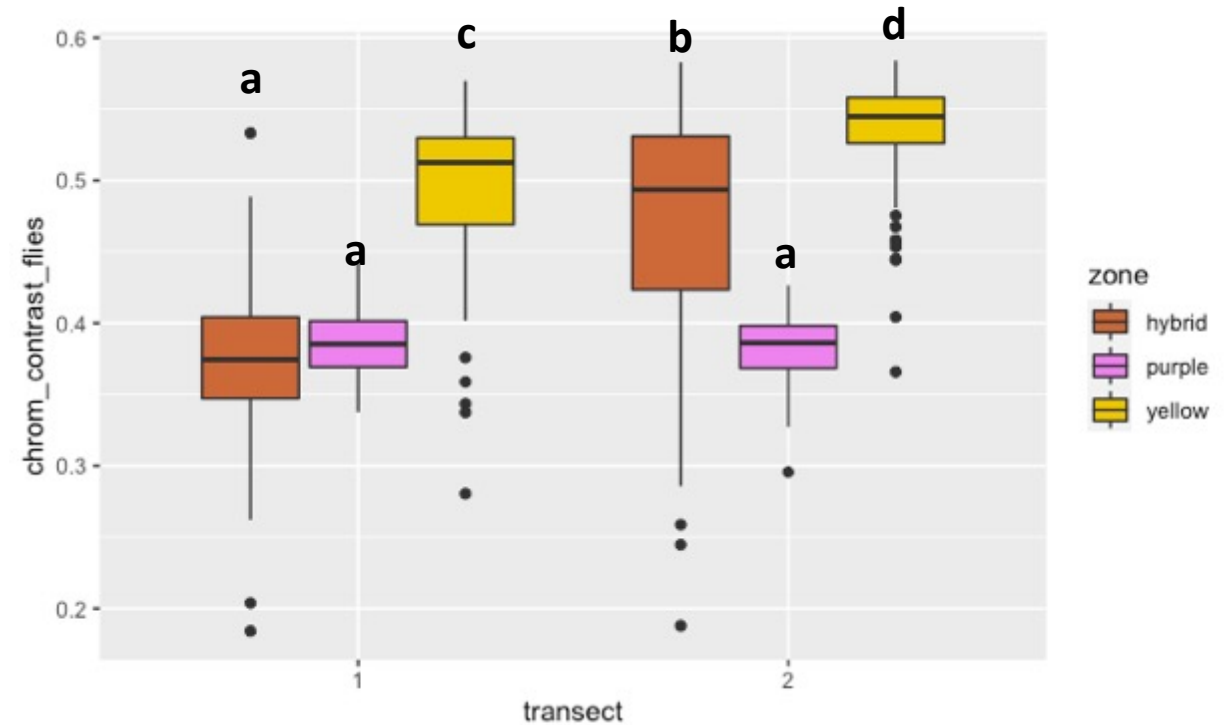 0.6
0.5
0.4
0.3
0.2
chrom_contrast_flies
a
a
c
b
a
d
1
2
transect
zone
hybrid
purple
yellow